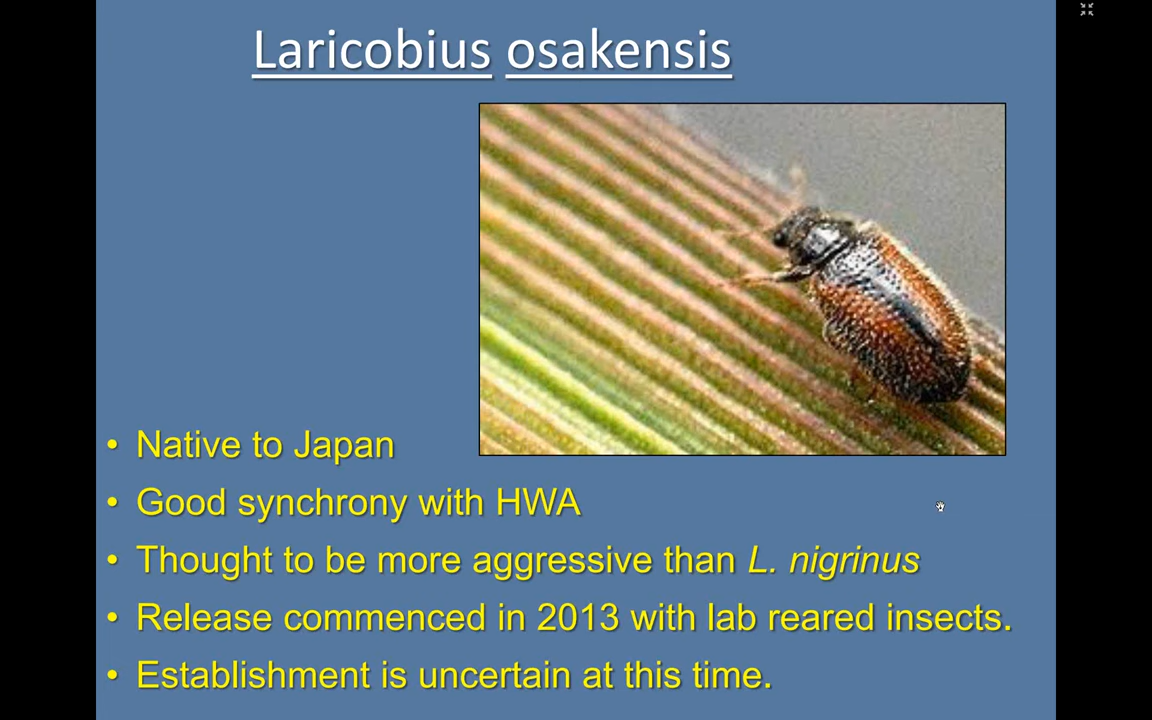 Laricobius osakensis
• Native to Japan
• Good synchrony with HWA
• Thought to be more aggressive than L. nigrinus
• Release commenced in 2013 with lab reared insects.
• Establishment is uncertain at this time.